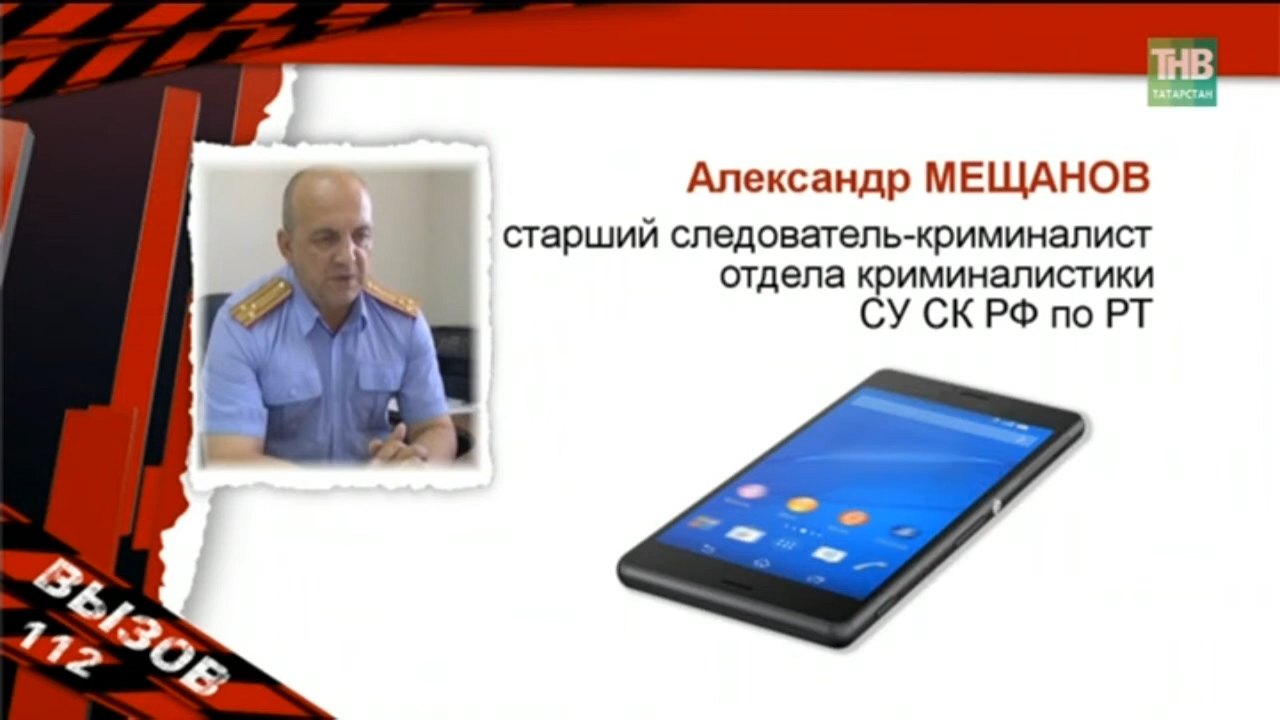 ТНВ
ТАТАРСТАН
Александр МЕЩАНОВ
старший следователь-криминалист
отдела криминалистики
СУ СК РФ по РТ
ВЫЗОВ
112